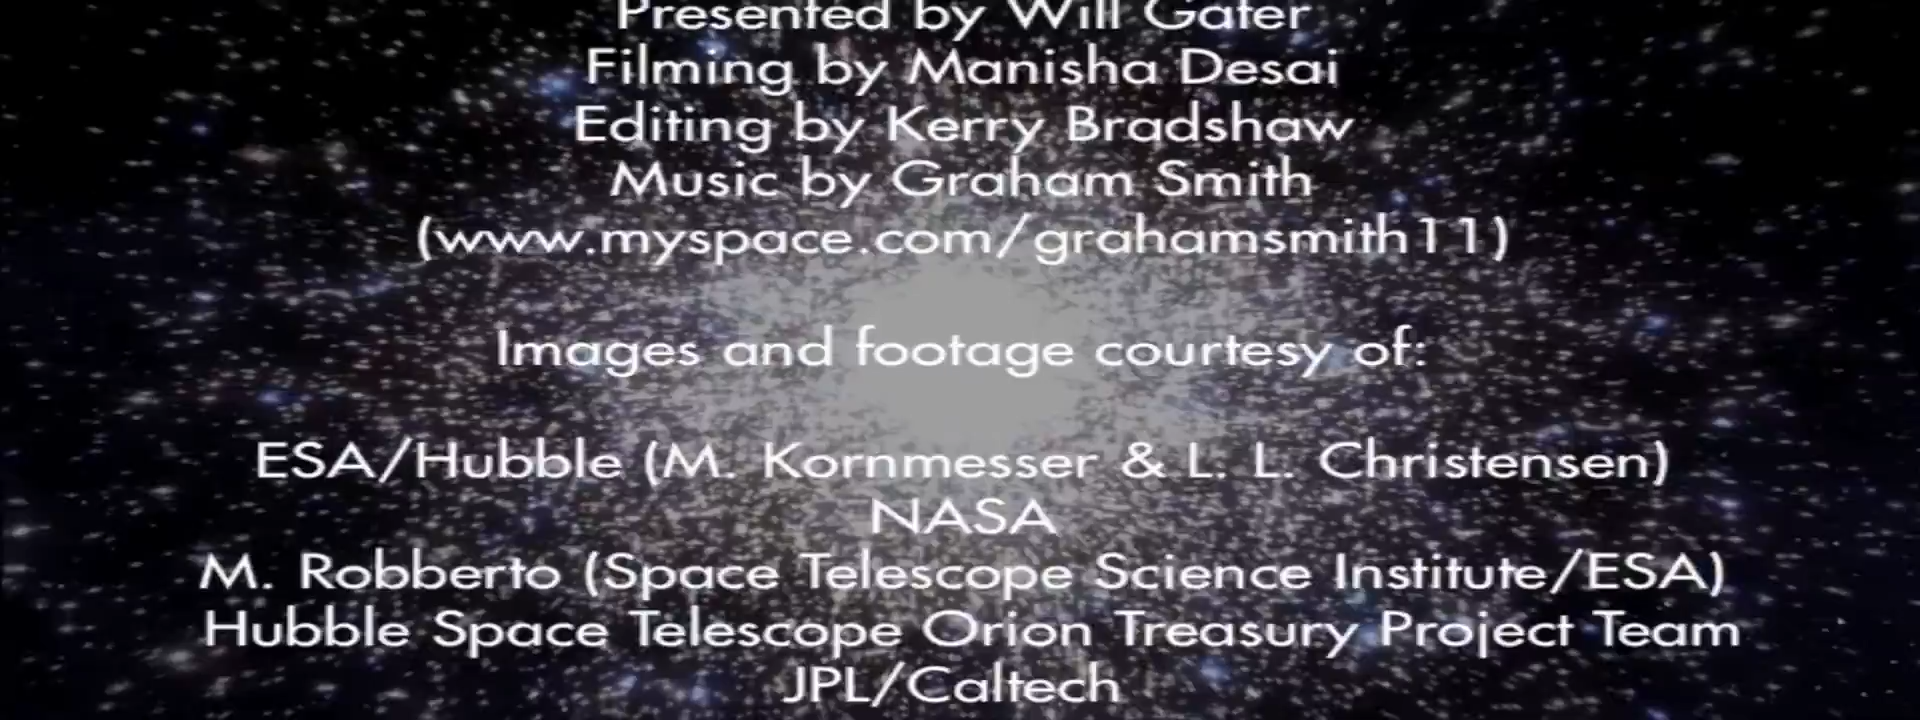 Presented by Will Gater
Filming by Manisha Desai
Editing by Kerry Bradshaw
Music by Graham Smith
(www.myspace.com/grahamsmith11)
Images and footage courtesy of:
ESA/Hubble (M. Kornmesser & L. L. Christensen)
NASA
M. Robberto (Space Telescope Science Institute/ESA)
Hubble Space Telescope Orion Treasury Project Team
JPL/Caltech